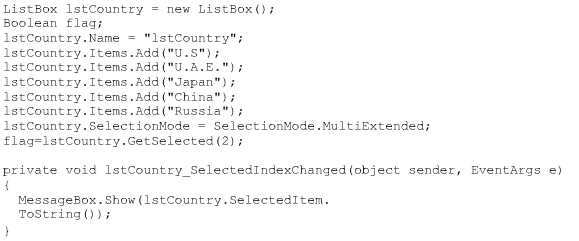 ListBox lstCountry = new ListBox();
Boolean flag;
lstCountry.Name = "lstCountry";
lstCountry.Items.Add("U.S");
lstCountry.Items.Add("U.A.E.");
lstCountry.Items.Add("Japan");
lstCountry.Items.Add("China");
lstCountry.Items.Add("Russia");
lstCountry.SelectionMode = SelectionMode.MultiExtended;
flag=lstCountry.GetSelected(2);
private void lstCountry_SelectedIndexChanged(object sender, EventArgs e)
{
MessageBox.Show(lstCountry.SelectedItem.
ToString());
}